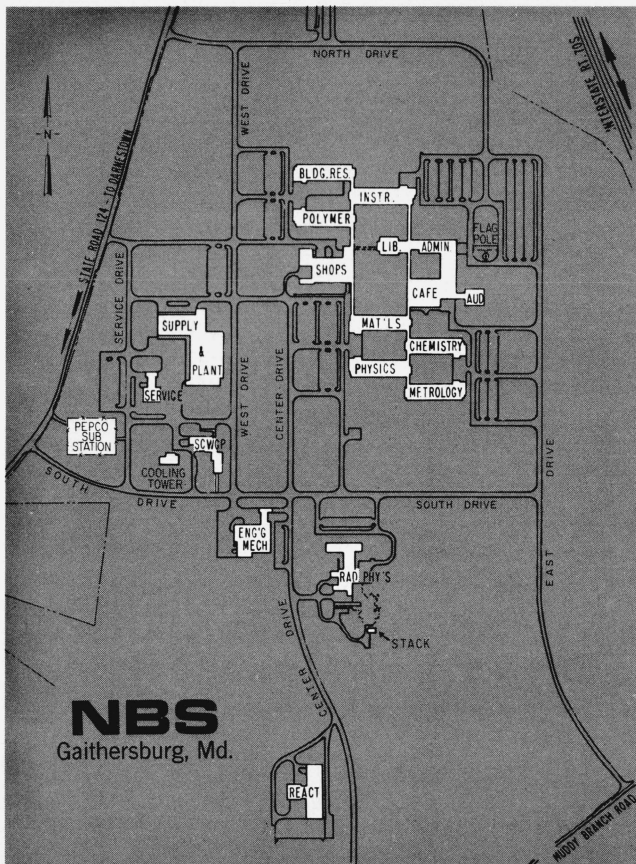 NORTH DRIVE
INTERSTATE RT. 70S
WEST DRIVE
-N-
STATE ROAD 124 - TO DARNESTOWN
BLDG. RES.
INSTR.
POLYMER
FLAG
POLE
LIB
ADMIN
SHOPS
SERVICE DRIVE
CAFE
AUD
SUPPLY
&
PLANT
MAT'LS
CHEMISTRY
PHYSICS
METROLOGY
SERVICE
WEST DRIVE
CENTER DRIVE
PEPCO
SUB
STATION
SCWGP
COOLING
TOWER
SOUTH DRIVE
SOUTH DRIVE
EAST DRIVE
ENG'G
MECH
RAD PHY'S
STACK
CENTER DRIVE
NBS
Gaithersburg, Md.
REACT
MUDDY BRANCH ROAD